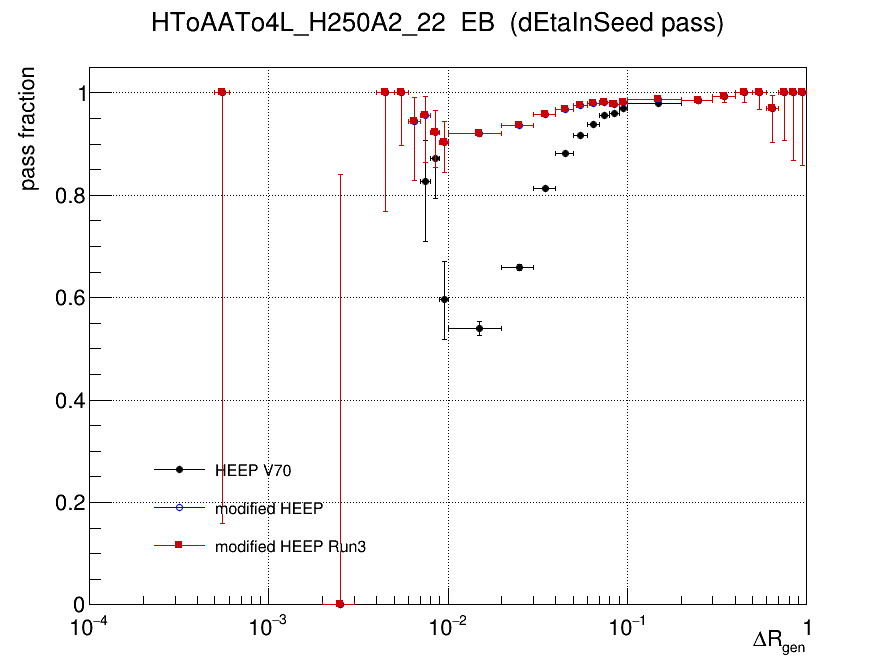 HToAATo4L_H250A2_22 EB (dEtaInSeed pass)
pass fraction
1
0.8
0.6
0.4
0.2
0
HEEP V70
modified HEEP
modified HEEP Run3
10⁻⁴ 10⁻³ 10⁻² 10⁻¹ 1
ΔR_gen